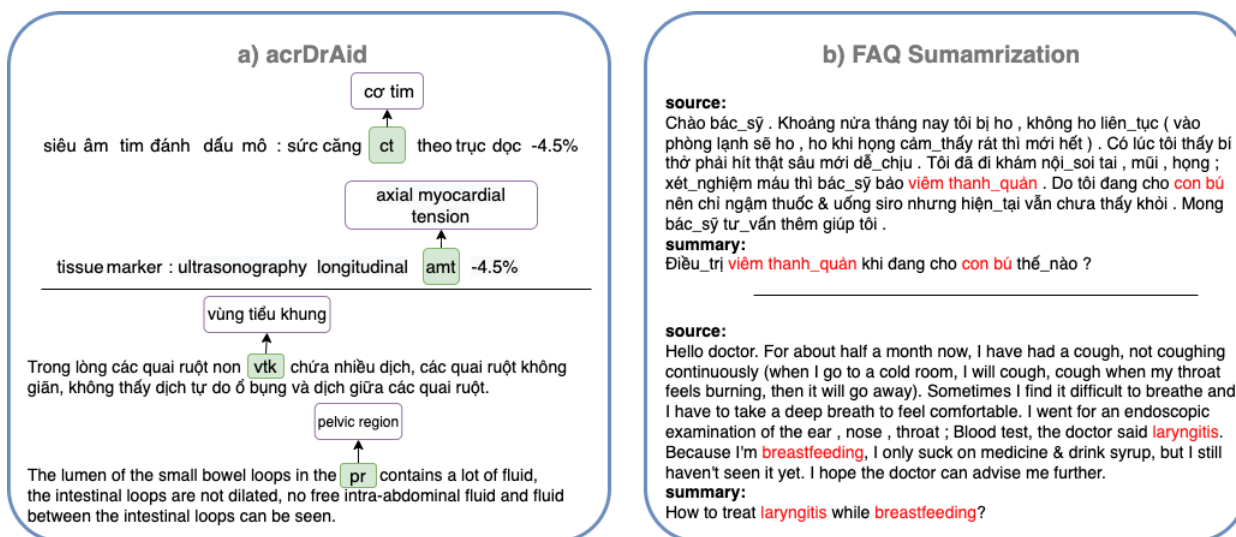 a) acrDrAid
cơ tim
siêu âm tim đánh dấu mô : sức căng ct theo trục dọc -4.5%
axial myocardial
tension
tissue marker : ultrasonography longitudinal amt -4.5%
vùng tiểu khung
Trong lòng các quai ruột non vtk chứa nhiều dịch, các quai ruột không
giãn, không thấy dịch tự do ổ bụng và dịch giữa các quai ruột.
pelvic region
The lumen of the small bowel loops in the pr contains a lot of fluid,
the intestinal loops are not dilated, no free intra-abdominal fluid and fluid
between the intestinal loops can be seen.
b) FAQ Sumamrization
source:
Chào bác_sỹ . Khoảng nửa tháng nay tôi bị ho , không ho liên_tục ( vào
phòng lạnh sẽ ho , ho khi họng cảm_thấy rát thì mới hết ) . Có lúc tôi thấy bí
thở phải hít thật sâu mới dễ_chịu . Tôi đã đi khám nội_soi tai , mũi , họng ;
xét_nghiệm máu thì bác_sỹ bảo viêm thanh_quản . Do tôi đang cho con bú
nên chỉ ngậm thuốc & uống siro nhưng hiện_tại vẫn chưa thấy khỏi . Mong
bác_sỹ tư_vấn thêm giúp tôi .
summary:
Điều_trị viêm thanh_quản khi đang cho con bú thế_nào ?
source:
Hello doctor. For about half a month now, I have had a cough, not coughing
continuously (when I go to a cold room, I will cough, cough when my throat
feels burning, then it will go away). Sometimes I find it difficult to breathe and
I have to take a deep breath to feel comfortable. I went for an endoscopic
examination of the ear , nose , throat ; Blood test, the doctor said laryngitis.
Because I'm breastfeeding, I only suck on medicine & drink syrup, but I still
haven't seen it yet. I hope the doctor can advise me further.
summary:
How to treat laryngitis while breastfeeding?